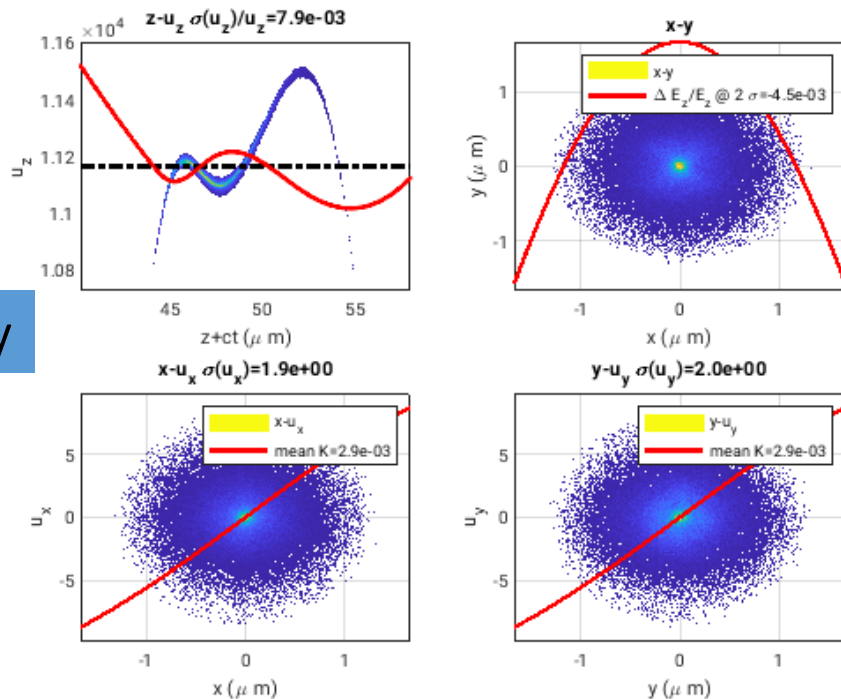 z-u_z σ(u_z)/u_z=7.9e-03
×10⁴
1.16
1.14
1.12
1.1
1.08
u_z
45
50
55
z+ct (μ m)
x-y
x-y
Δ E_z/E_z @ 2 σ=-4.5e-03
1
0
-1
y (μ m)
-1
0
1
x (μ m)
y
x-u_x σ(u_x)=1.9e+00
x-u_x
mean K=2.9e-03
5
0
-5
u_x
-1
0
1
x (μ m)
y-u_y σ(u_y)=2.0e+00
y-u_y
mean K=2.9e-03
5
0
-5
u_y
-1
0
1
y (μ m)